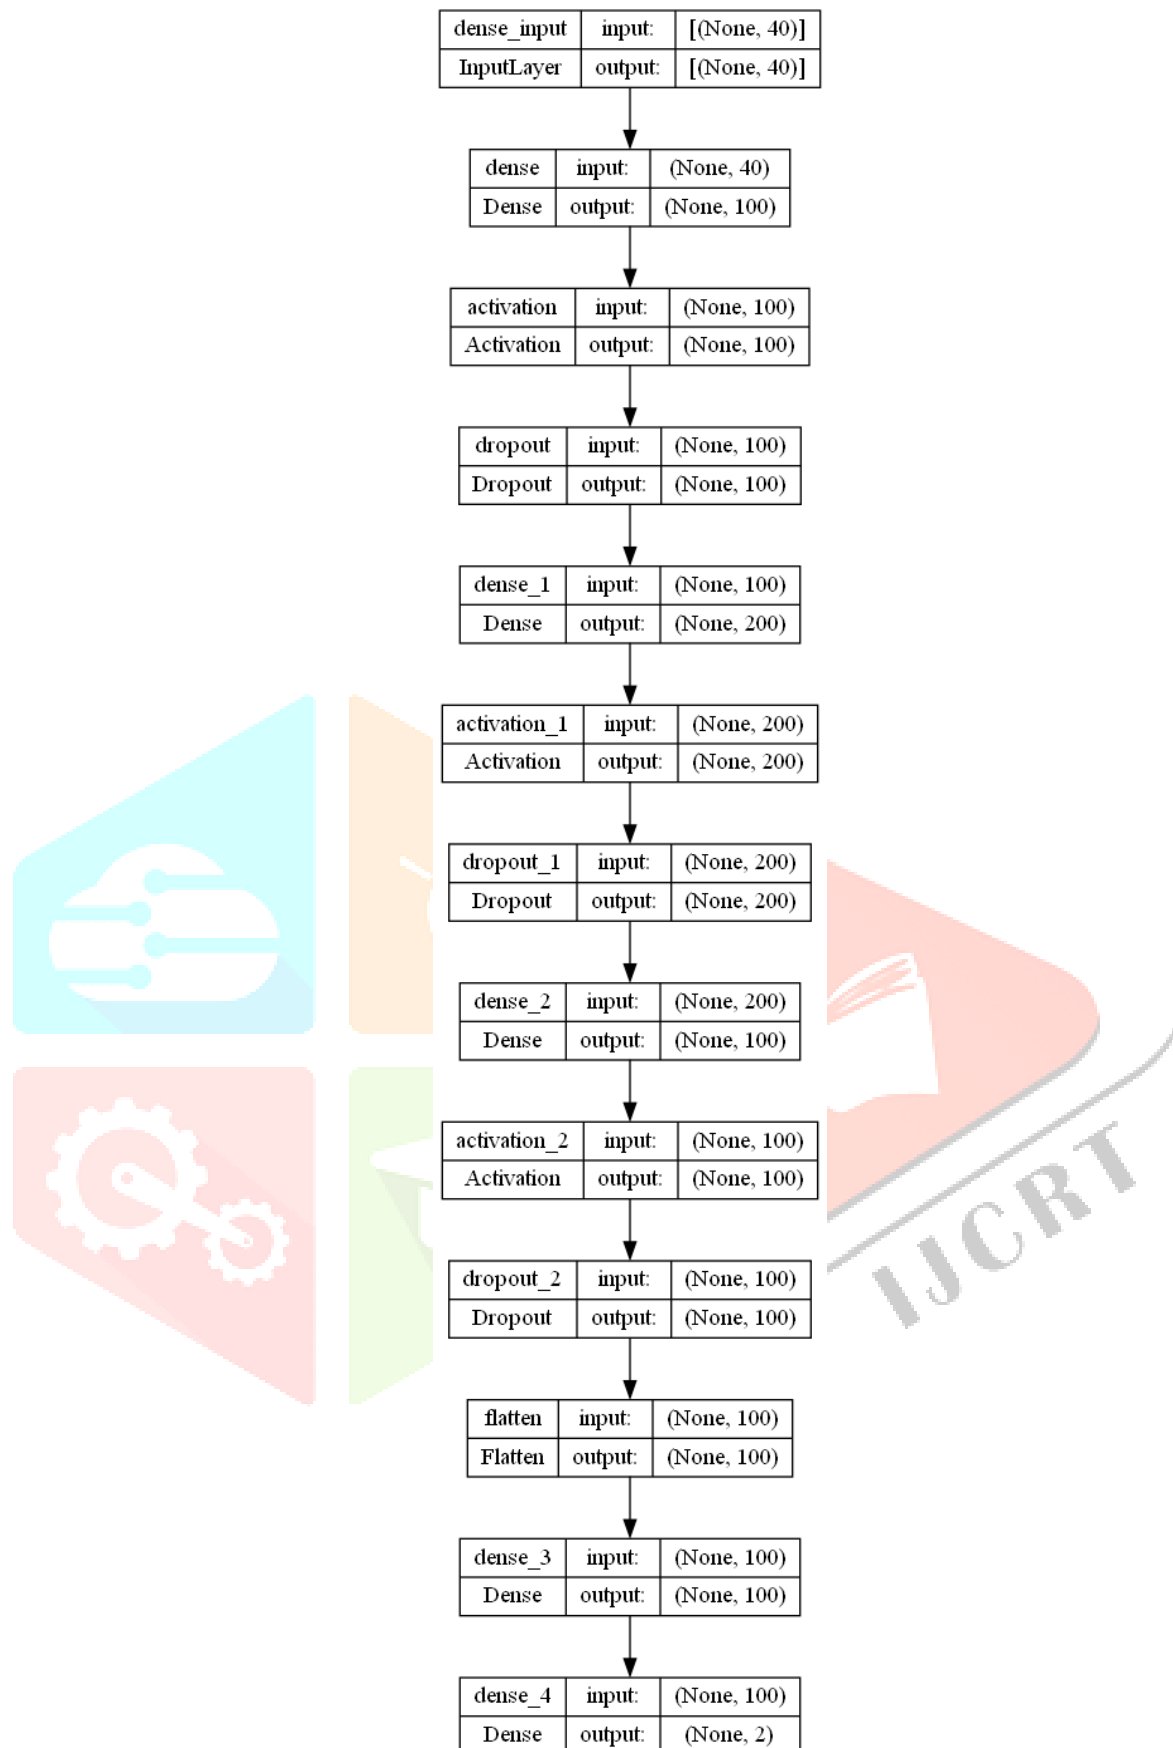 dense_input input: [(None, 40)]
InputLayer output: [(None, 40)]
dense input: (None, 40)
Dense output: (None, 100)
activation input: (None, 100)
Activation output: (None, 100)
dropout input: (None, 100)
Dropout output: (None, 100)
dense_1 input: (None, 100)
Dense output: (None, 200)
activation_1 input: (None, 200)
Activation output: (None, 200)
dropout_1 input: (None, 200)
Dropout output: (None, 200)
dense_2 input: (None, 200)
Dense output: (None, 100)
activation_2 input: (None, 100)
Activation output: (None, 100)
IJCRT
dropout_2 input: (None, 100)
Dropout output: (None, 100)
flatten input: (None, 100)
Flatten output: (None, 100)
dense_3 input: (None, 100)
Dense output: (None, 100)
dense_4 input: (None, 100)
Dense output: (None, 2)